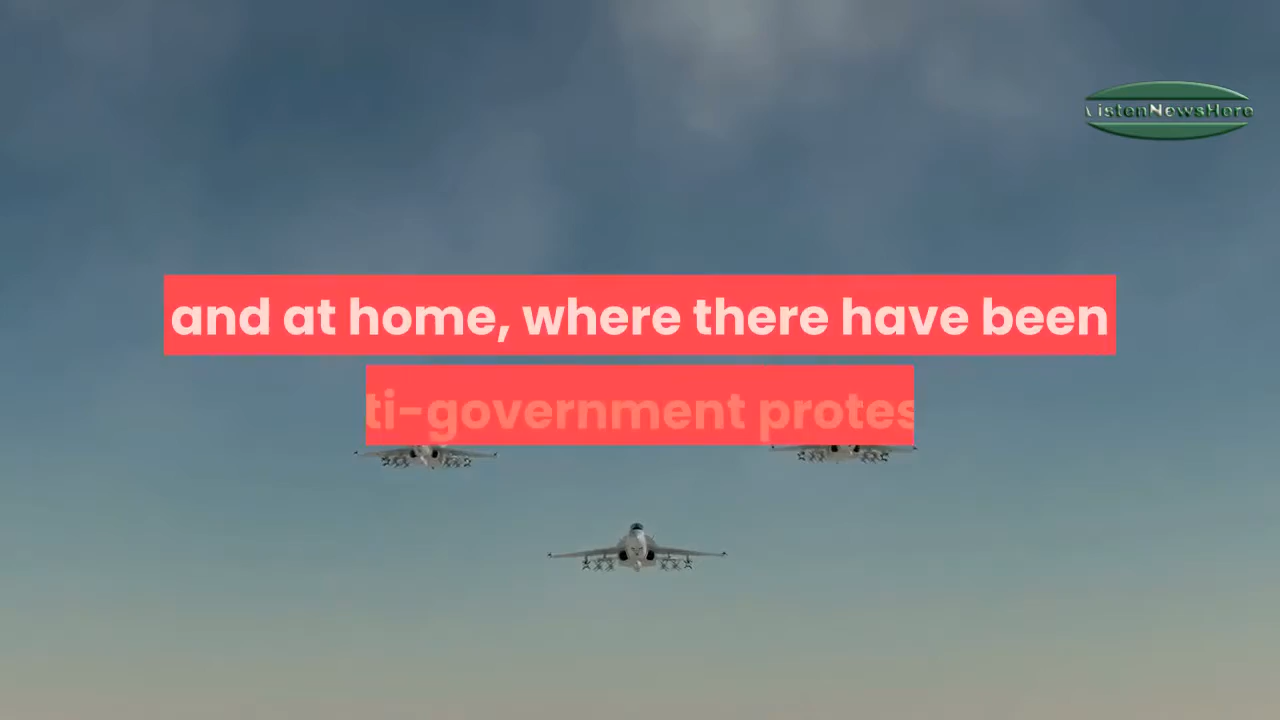 ListenNewsHere
and at home, where there have been
ti-government protes